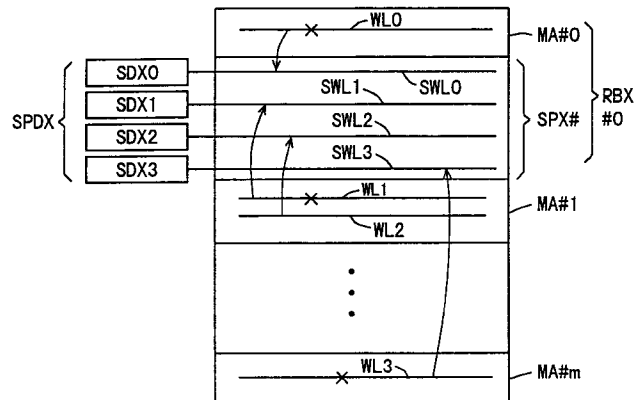 WL0
MA#0
SDX0
SWL0
SDX1
SWL1
RBX
#0
SPDX
SPX#
SDX2
SWL2
SDX3
SWL3
WL1
MA#1
WL2
WL3
MA#m